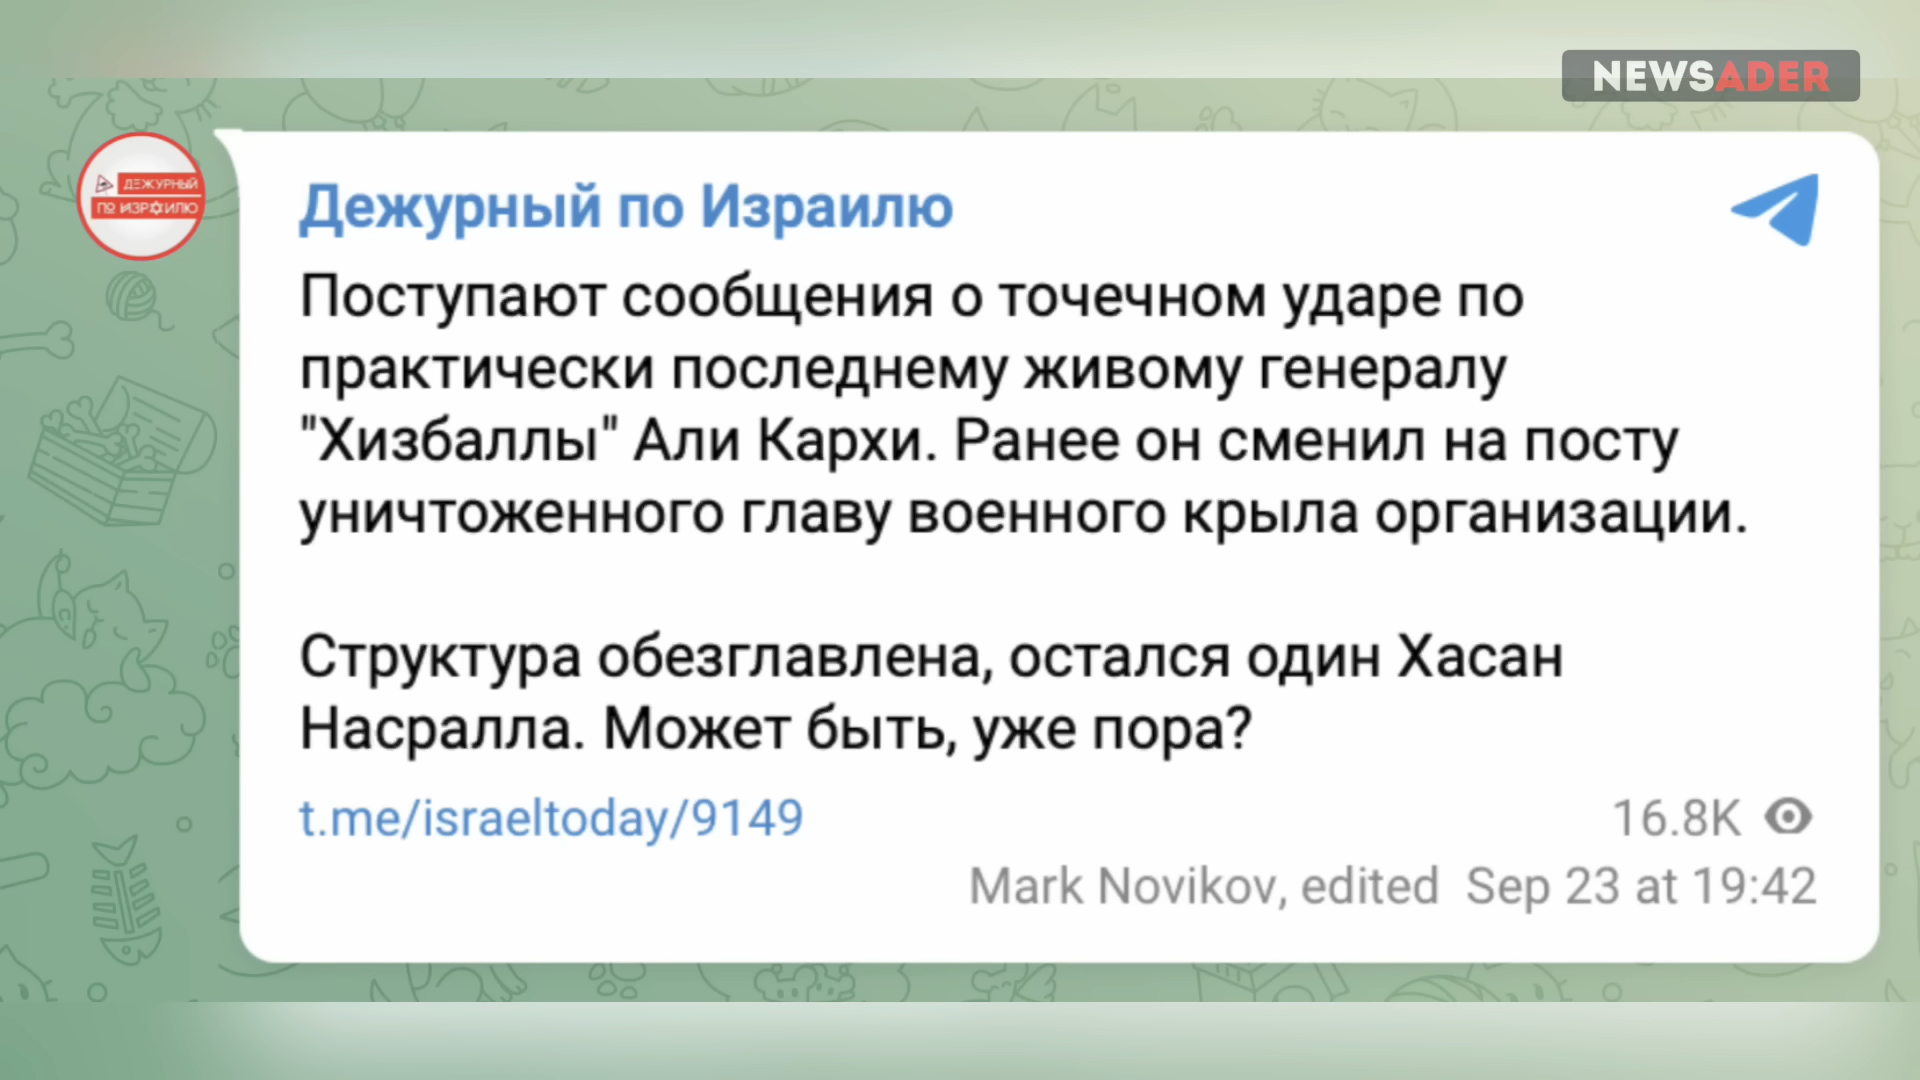 NEWSADER
ДЕЖУРНЫЙ
ПО ИЗРАИЛЮ
Дежурный по Израилю
Поступают сообщения о точечном ударе по
практически последнему живому генералу
"Хизбаллы" Али Кархи. Ранее он сменил на посту
уничтоженного главу военного крыла организации.
Структура обезглавлена, остался один Хасан
Насралла. Может быть, уже пора?
t.me/israeltoday/9149
16.8K
Mark Novikov, edited Sep 23 at 19:42